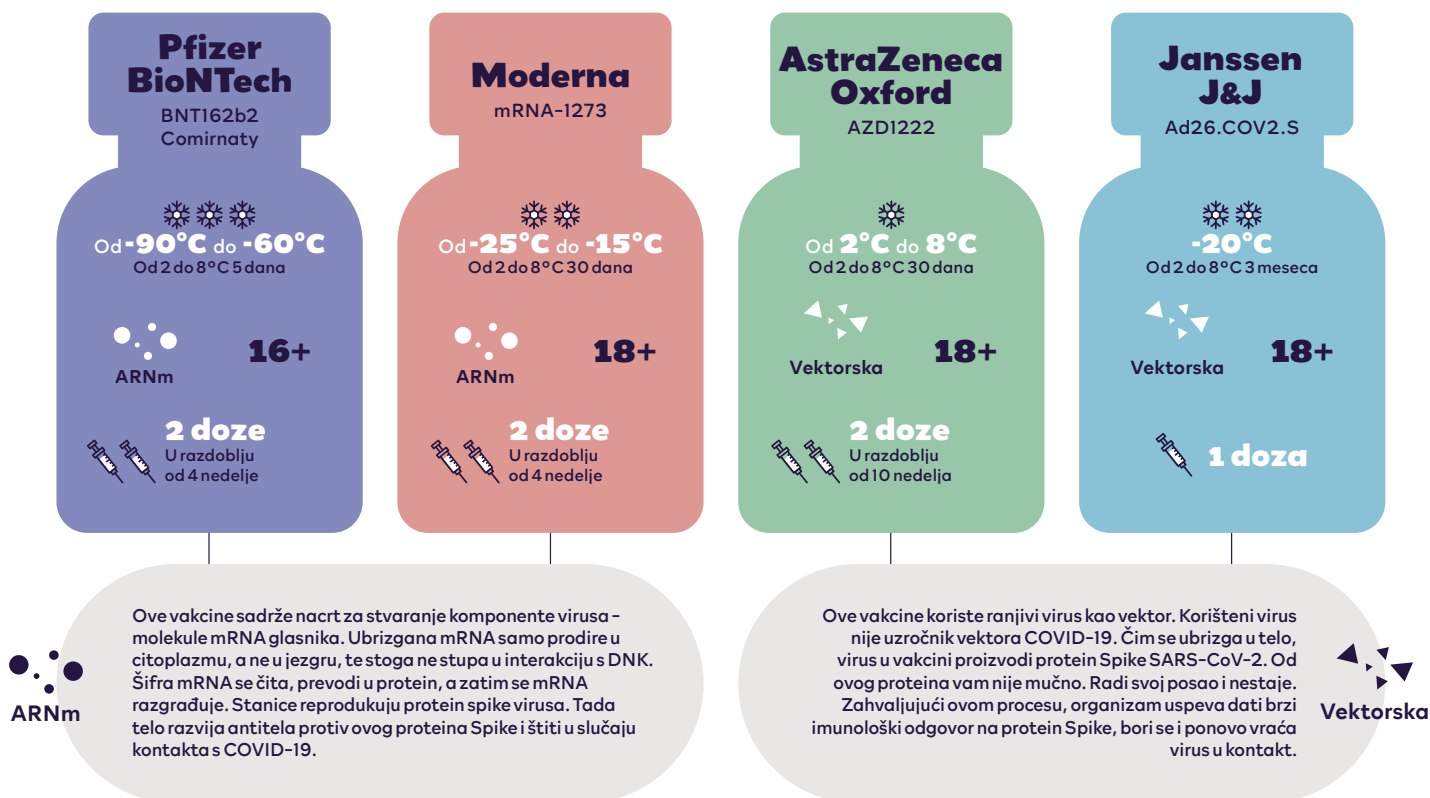 Pfizer
BioNTech
BNT162b2
Comirnaty
Od -90°C do -60°C
Od 2 do 8°C 5 dana
ARNm
16+
2 doze
U razdoblju
od 4 nedelje
Moderna
mRNA-1273
Od -25°C do -15°C
Od 2 do 8°C 30 dana
ARNm
18+
2 doze
U razdoblju
od 4 nedelje
AstraZeneca
Oxford
AZD1222
Od 2°C do 8°C
Od 2 do 8°C 30 dana
Vektorska
18+
2 doze
U razdoblju
od 10 nedelja
Janssen
J&J
Ad26.COV2.S
-20°C
Od 2 do 8°C 3 meseca
Vektorska
18+
1 doza
ARNm
Ove vakcine sadrže nacrt za stvaranje komponente virusa –
molekule mRNA glasnika. Ubrizgana mRNA samo prodire u
citoplazmu, a ne u jezgru, te stoga ne stupa u interakciju s DNK.
Šifra mRNA se čita, prevodi u protein, a zatim se mRNA
razgrađuje. Stanice reprodukuju protein spike virusa. Tada
telo razvija antitela protiv ovog proteina Spike i štiti u slučaju
kontakta s COVID-19.
Ove vakcine koriste ranjivi virus kao vektor. Korišteni virus
nije uzročnik vektora COVID-19. Čim se ubrizga u telo,
virus u vakcini proizvodi protein Spike SARS-CoV-2. Od
ovog proteina vam nije mučno. Radi svoj posao i nestaje.
Zahvaljujući ovom procesu, organizam uspeva dati brzi
imunološki odgovor na protein Spike, bori se i ponovo vraća
virus u kontakt.
Vektorska